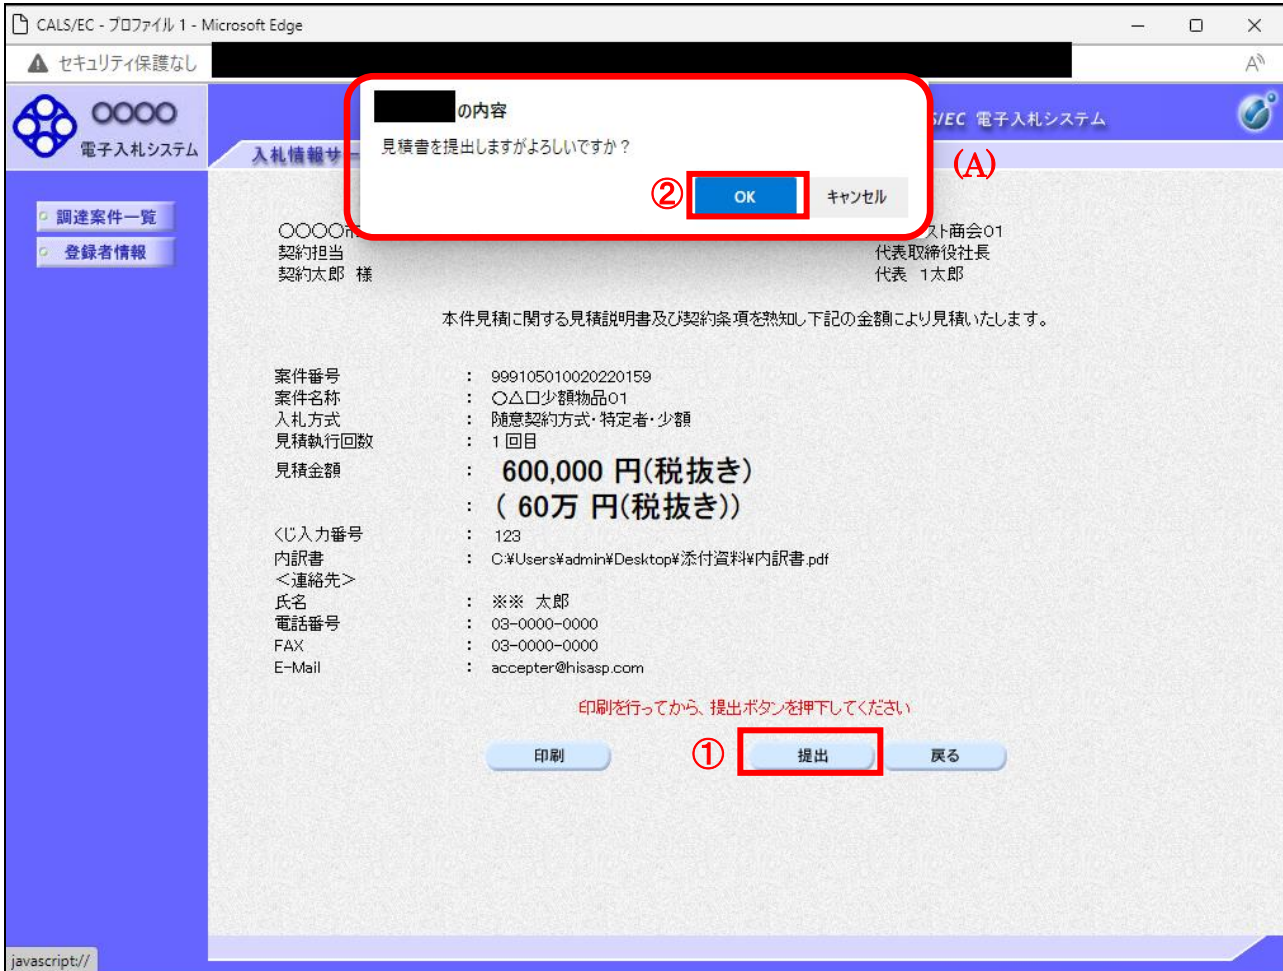 CALS/EC - プロファイル 1 - Microsoft Edge
セキュリティ保護なし
〇〇〇〇
電子入札システム
入札情報サ
S/EC 電子入札システム
の内容
見積書を提出しますがよろしいですか？
② OK キャンセル
(A)
調達案件一覧
登録者情報
〇〇〇〇市
契約担当
契約太郎 様
スト商会01
代表取締役社長
代表 1太郎
本件見積に関する見積説明書及び契約条項を熟知し下記の金額により見積いたします。
案件番号 : 999105010020220159
案件名称 : 〇△口少額物品01
入札方式 : 随意契約方式・特定者・少額
見積執行回数 : 1回目
見積金額 : 600,000 円(税抜き)
: ( 60万 円(税抜き))
くじ入力番号 : 123
内訳書 : C:¥Users¥admin¥Desktop¥添付資料¥内訳書.pdf
＜連絡先＞
氏名 : ※※ 太郎
電話番号 : 03-0000-0000
FAX : 03-0000-0000
E-Mail : accepter@hisasp.com
印刷を行ってから、提出ボタンを押下してください
印刷 ① 提出 戻る
javascript://